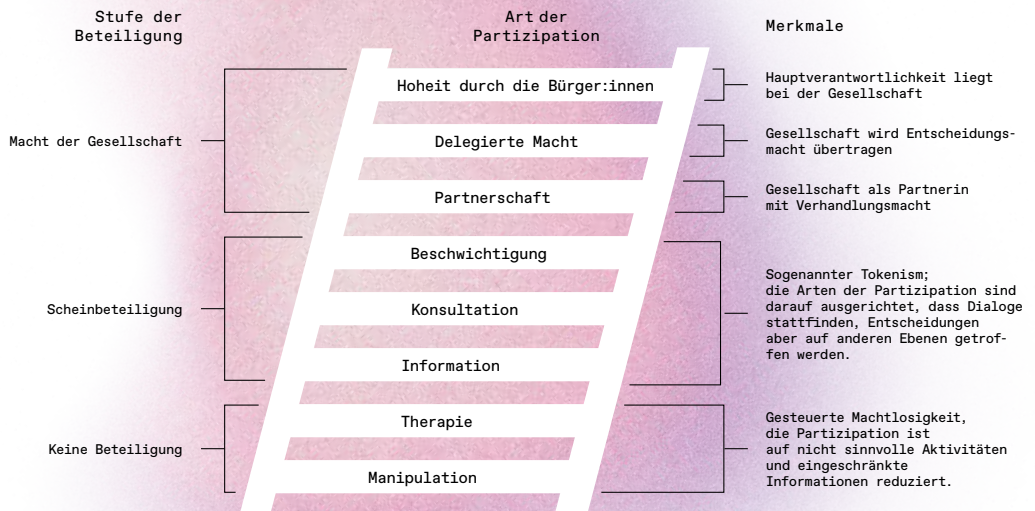 Stufe der
Beteiligung
Art der
Partizipation
Merkmale
Macht der Gesellschaft
Hoheit durch die Bürger:innen
Hauptverantwortlichkeit liegt
bei der Gesellschaft
Delegierte Macht
Gesellschaft wird Entscheidungs-
macht übertragen
Partnerschaft
Gesellschaft als Partnerin
mit Verhandlungsmacht
Scheinbeteiligung
Beschwichtigung
Konsultation
Information
Sogenannter Tokenism;
die Arten der Partizipation sind
darauf ausgerichtet, dass Dialoge
stattfinden, Entscheidungen
aber auf anderen Ebenen getrof-
fen werden.
Keine Beteiligung
Therapie
Manipulation
Gesteuerte Machtlosigkeit,
die Partizipation ist
auf nicht sinnvolle Aktivitäten
und eingeschränkte
Informationen reduziert.